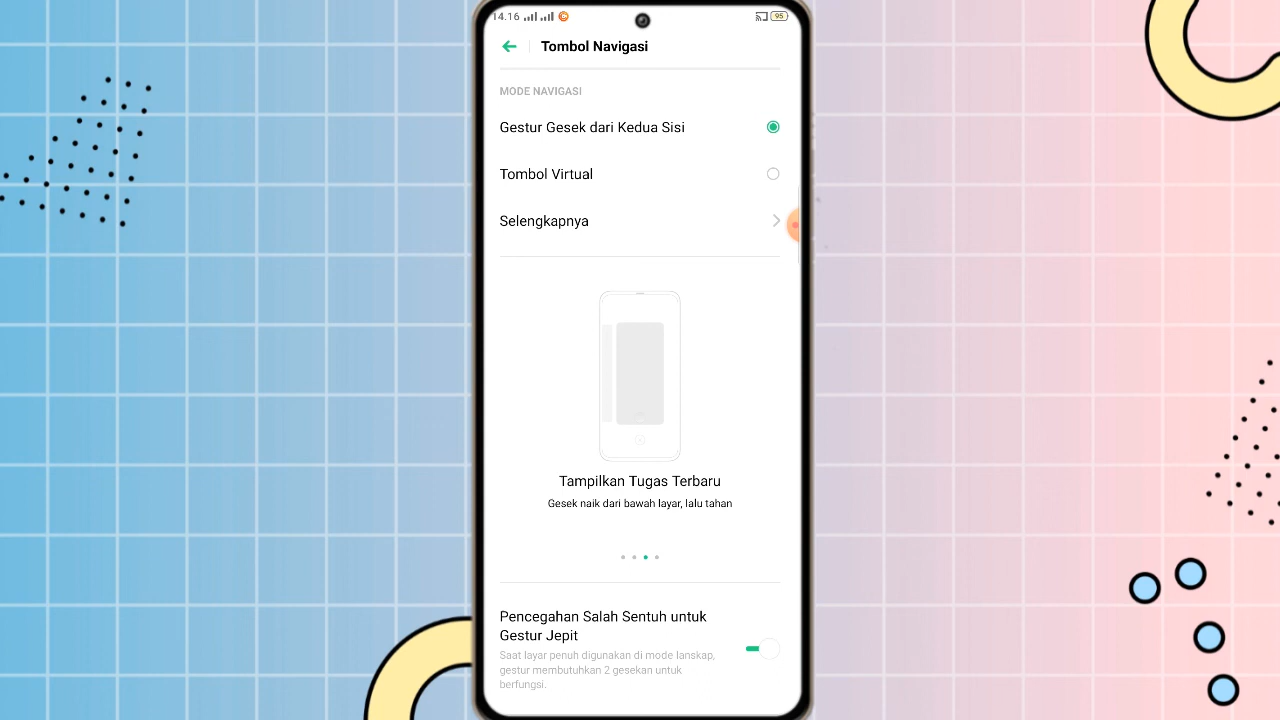 14.16
95
Tombol Navigasi
MODE NAVIGASI
Gestur Gesek dari Kedua Sisi
Tombol Virtual
Selengkapnya
Tampilkan Tugas Terbaru
Gesek naik dari bawah layar, lalu tahan
Pencegahan Salah Sentuh untuk
Gestur Jepit
Saat layar penuh digunakan di mode lanskap,
gestur membutuhkan 2 gesekan untuk
berfungsi.